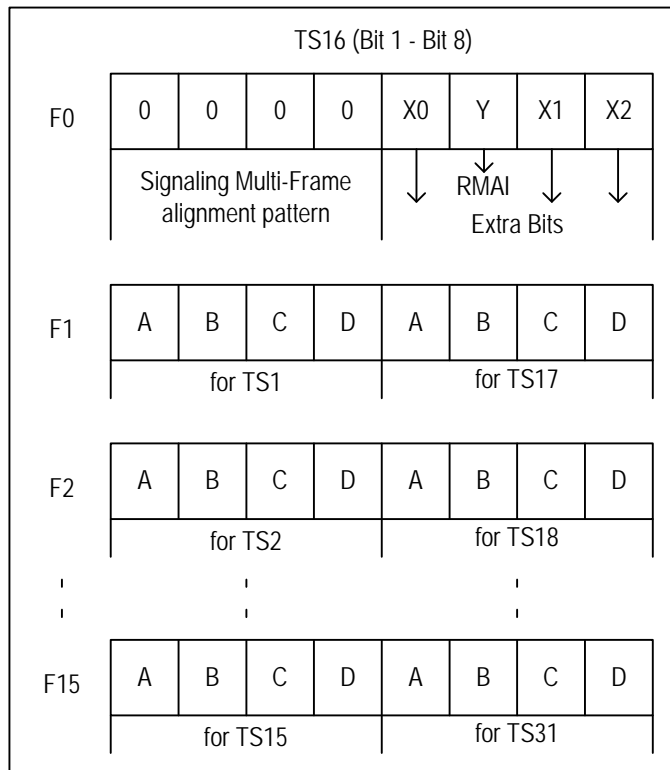 TS16 (Bit 1 - Bit 8)
F0 0 0 0 0 X0 Y X1 X2
Signaling Multi-Frame
alignment pattern
RMAI
Extra Bits
F1 A B C D A B C D
for TS1 for TS17
F2 A B C D A B C D
for TS2 for TS18
F15 A B C D A B C D
for TS15 for TS31